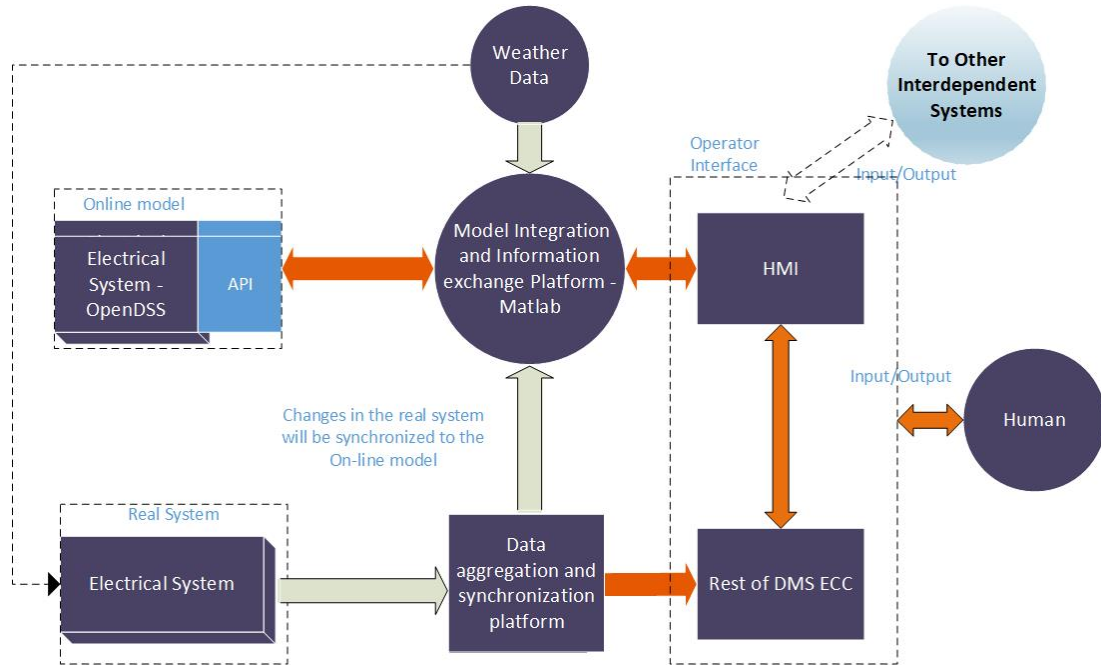 Weather
Data
To Other
Interdependent
Systems
Operator
Interface
Input/Output
Online model
Electrical
System -
OpenDSS
API
Model Integration
and Information
exchange Platform -
Matlab
HMI
Input/Output
Human
Changes in the real system
will be synchronized to the
On-line model
Real System
Electrical System
Data
aggregation and
synchronization
platform
Rest of DMS ECC